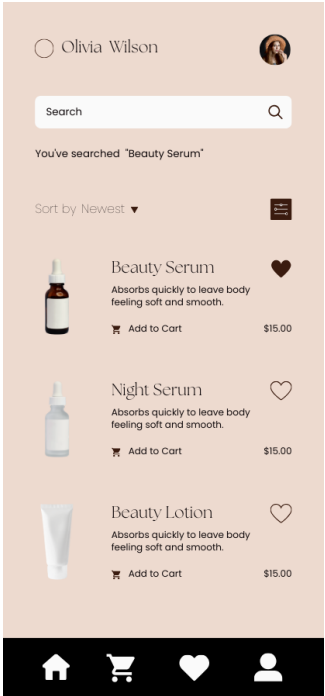 Olivia Wilson
Search
You've searched "Beauty Serum"
Sort by Newest
Beauty Serum
Absorbs quickly to leave body
feeling soft and smooth.
Add to Cart
$15.00
Night Serum
Absorbs quickly to leave body
feeling soft and smooth.
Add to Cart
$15.00
Beauty Lotion
Absorbs quickly to leave body
feeling soft and smooth.
Add to Cart
$15.00